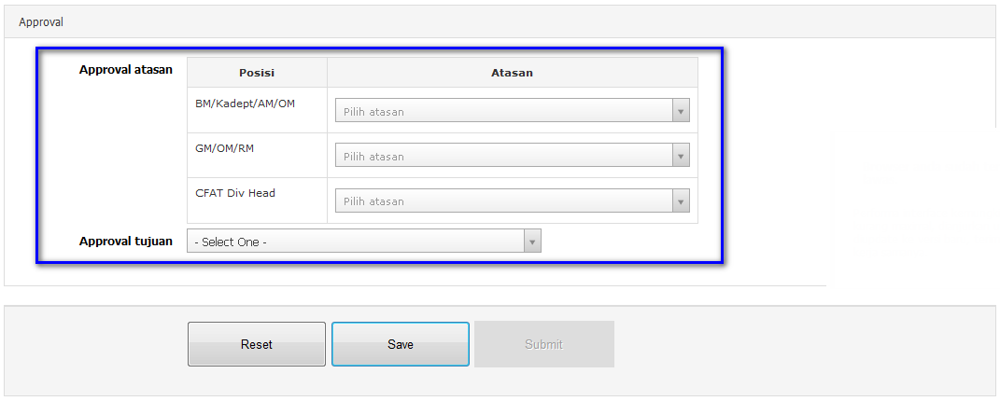 Approval
Approval atasan
Posisi Atasan
BM/Kadept/AM/OM Pilih atasan
GM/OM/RM Pilih atasan
CFAT Div Head Pilih atasan
Approval tujuan - Select One -
Reset Save Submit